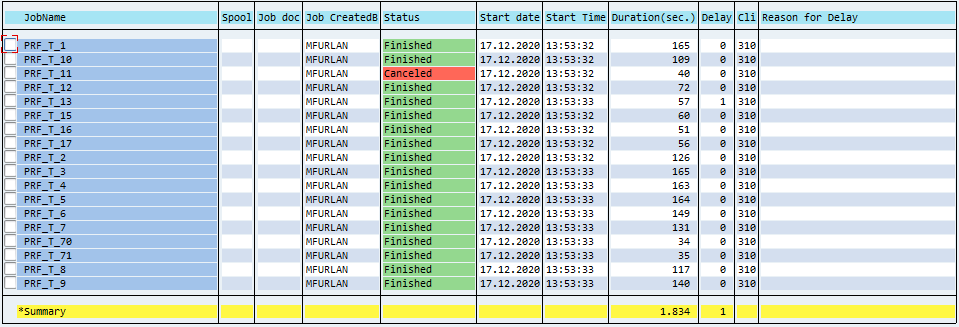 JobName Spool Job doc Job CreatedB Status Start date Start Time Duration(sec.) Delay Cli Reason for Delay
PRF_T_1 MFURLAN Finished 17.12.2020 13:53:32 165 0 310
PRF_T_10 MFURLAN Finished 17.12.2020 13:53:32 109 0 310
PRF_T_11 MFURLAN Canceled 17.12.2020 13:53:32 40 0 310
PRF_T_12 MFURLAN Finished 17.12.2020 13:53:32 72 0 310
PRF_T_13 MFURLAN Finished 17.12.2020 13:53:33 57 1 310
PRF_T_15 MFURLAN Finished 17.12.2020 13:53:32 60 0 310
PRF_T_16 MFURLAN Finished 17.12.2020 13:53:32 51 0 310
PRF_T_17 MFURLAN Finished 17.12.2020 13:53:32 56 0 310
PRF_T_2 MFURLAN Finished 17.12.2020 13:53:32 126 0 310
PRF_T_3 MFURLAN Finished 17.12.2020 13:53:33 165 0 310
PRF_T_4 MFURLAN Finished 17.12.2020 13:53:33 163 0 310
PRF_T_5 MFURLAN Finished 17.12.2020 13:53:33 164 0 310
PRF_T_6 MFURLAN Finished 17.12.2020 13:53:33 149 0 310
PRF_T_7 MFURLAN Finished 17.12.2020 13:53:33 131 0 310
PRF_T_70 MFURLAN Finished 17.12.2020 13:53:33 34 0 310
PRF_T_71 MFURLAN Finished 17.12.2020 13:53:33 35 0 310
PRF_T_8 MFURLAN Finished 17.12.2020 13:53:33 117 0 310
PRF_T_9 MFURLAN Finished 17.12.2020 13:53:33 140 0 310
*Summary 1.834 1